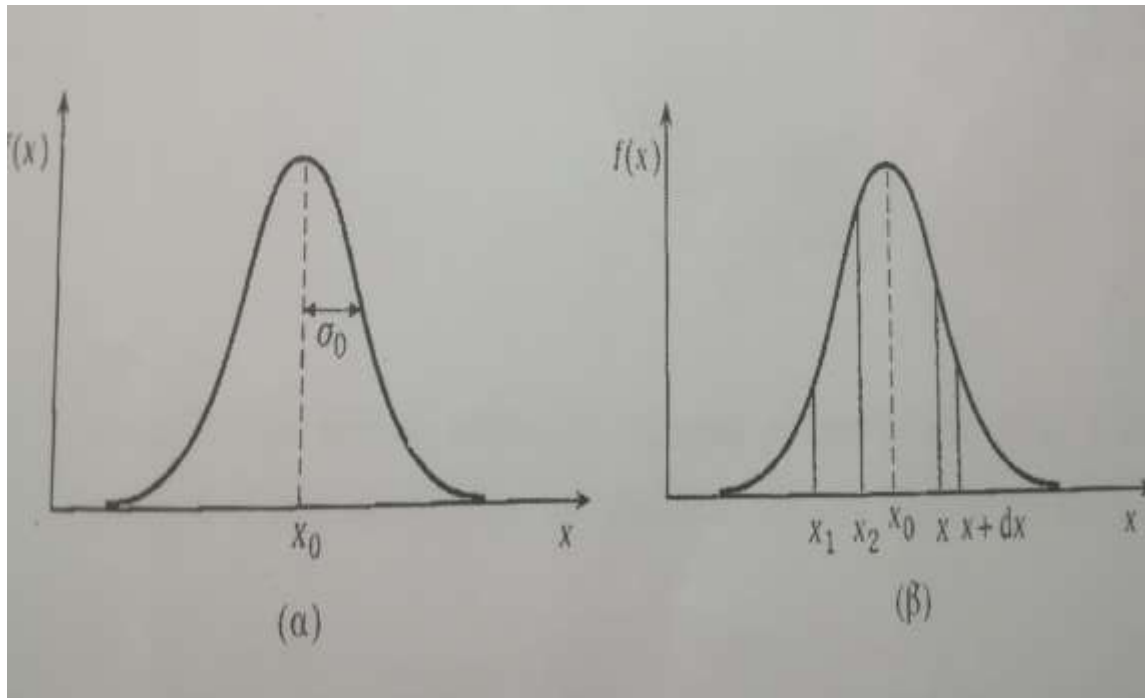 f(x)
σ₀
x₀
x
(α)
f(x)
x₁ x₂ x₀ x x+dx x
(β)